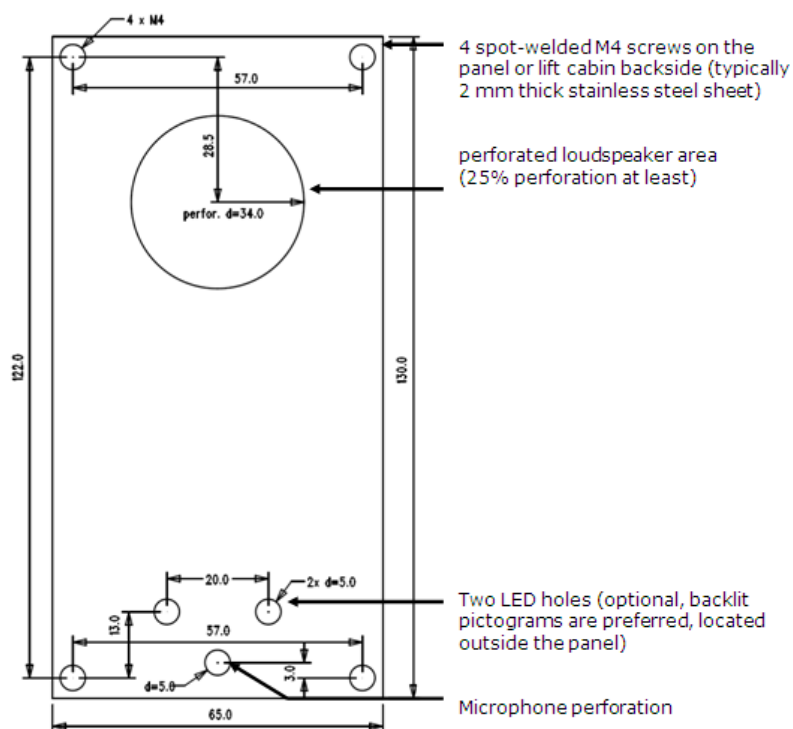 4 x M4
4 spot-welded M4 screws on the
panel or lift cabin backside (typically
2 mm thick stainless steel sheet)
57.0
28.5
perforated loudspeaker area
(25% perforation at least)
perfor. d=34.0
122.0
130.0
20.0
2x d=5.0
Two LED holes (optional, backlit
pictograms are preferred, located
outside the panel)
13.0
57.0
3.0
d=5.0
Microphone perforation
65.0